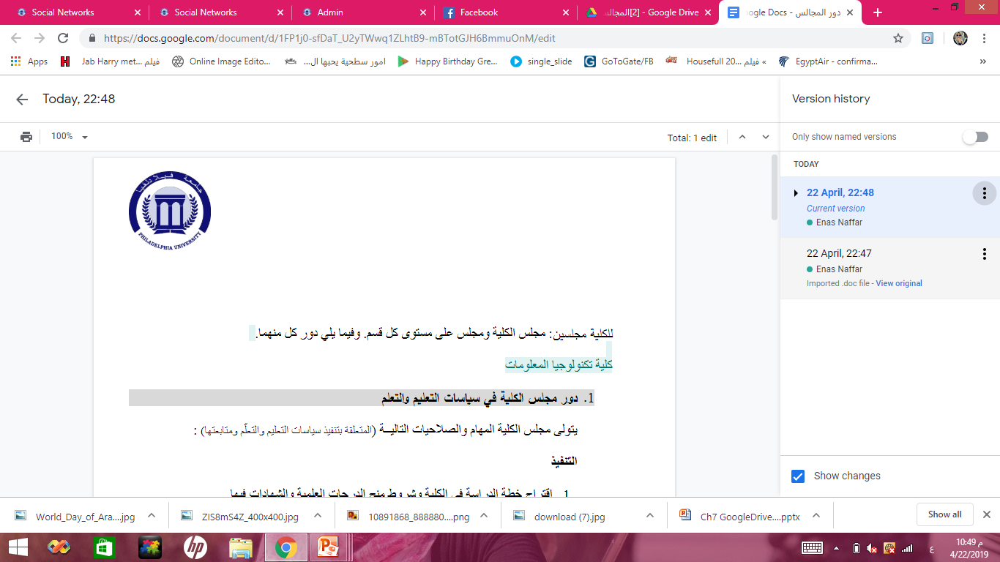 Social Networks
Social Networks
Admin
Facebook
المجالس[2] - Google Drive
دور المجالس - Google Docs
https://docs.google.com/document/d/1FP1j0-sfDaT_U2yTWwq1ZLhtB9-mBTotGJH6BmmuOnM/edit
Apps
Jab Harry met... فيلم
Online Image Edito...
امور سطحية يحبها ال...
Happy Birthday Gre...
single_slide
GoToGate/FB
Housefull 20... فيلم «
EgyptAir - confirma...
»
Today, 22:48
Version history
100%
Total: 1 edit
Only show named versions
TODAY
22 April, 22:48
Current version
Enas Naffar
22 April, 22:47
Enas Naffar
Imported .doc file - View original
جامعة فيلادلفيا
PHILADELPHIA UNIVERSITY
للكلية مجلسين: مجلس الكلية ومجلس على مستوى كل قسم. وفيما يلي دور كل منهما.
كلية تكنولوجيا المعلومات
1. دور مجلس الكلية في سياسات التعليم والتعلم
يتولى مجلس الكلية المهام والصلاحيات التاليـــة (المتعلقة بتنفيذ سياسات التعليم والتعلّم ومتابعتها) :
التنفيذ
1. اقتراح خطة الدراسة في الكلية وشروط منح الدرجات العلمية والشهادات فيها
Show changes
World_Day_of_Ara....jpg
ZIS8mS4Z_400x400.jpg
10891868_888880....png
download (7).jpg
Ch7 GoogleDrive....pptx
Show all
ع
10:49 م
4/22/2019